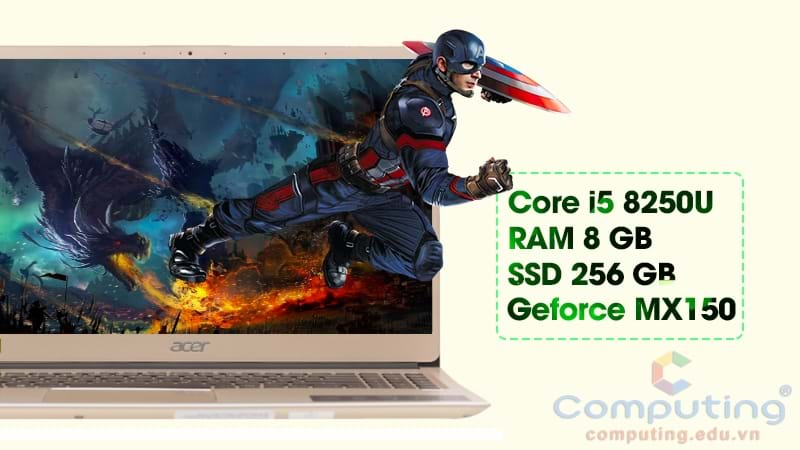 acer
Core i5 8250U
RAM 8 GB
SSD 256 GB
Geforce MX150
Computing®
computing.edu.vn